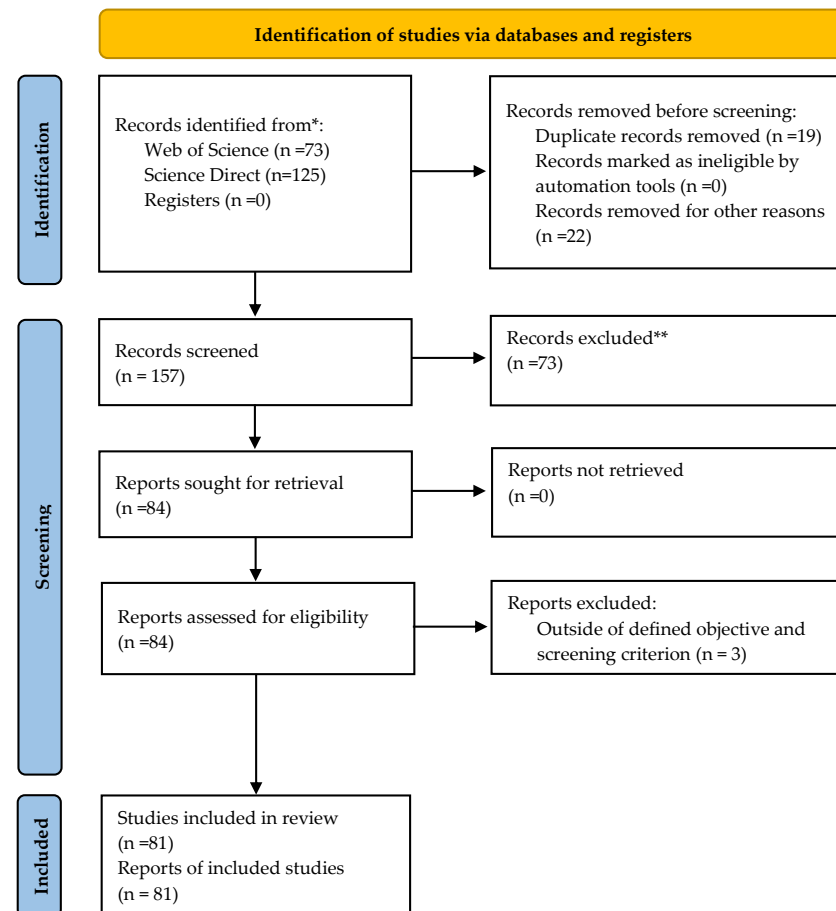 Identification of studies via databases and registers
Identification
Records identified from*:
Web of Science (n =73)
Science Direct (n=125)
Registers (n =0)
Records removed before screening:
Duplicate records removed (n =19)
Records marked as ineligible by
automation tools (n =0)
Records removed for other reasons
(n =22)
Screening
Records screened
(n = 157)
Records excluded**
(n =73)
Reports sought for retrieval
(n =84)
Reports not retrieved
(n =0)
Reports assessed for eligibility
(n =84)
Reports excluded:
Outside of defined objective and
screening criterion (n = 3)
Included
Studies included in review
(n =81)
Reports of included studies
(n = 81)